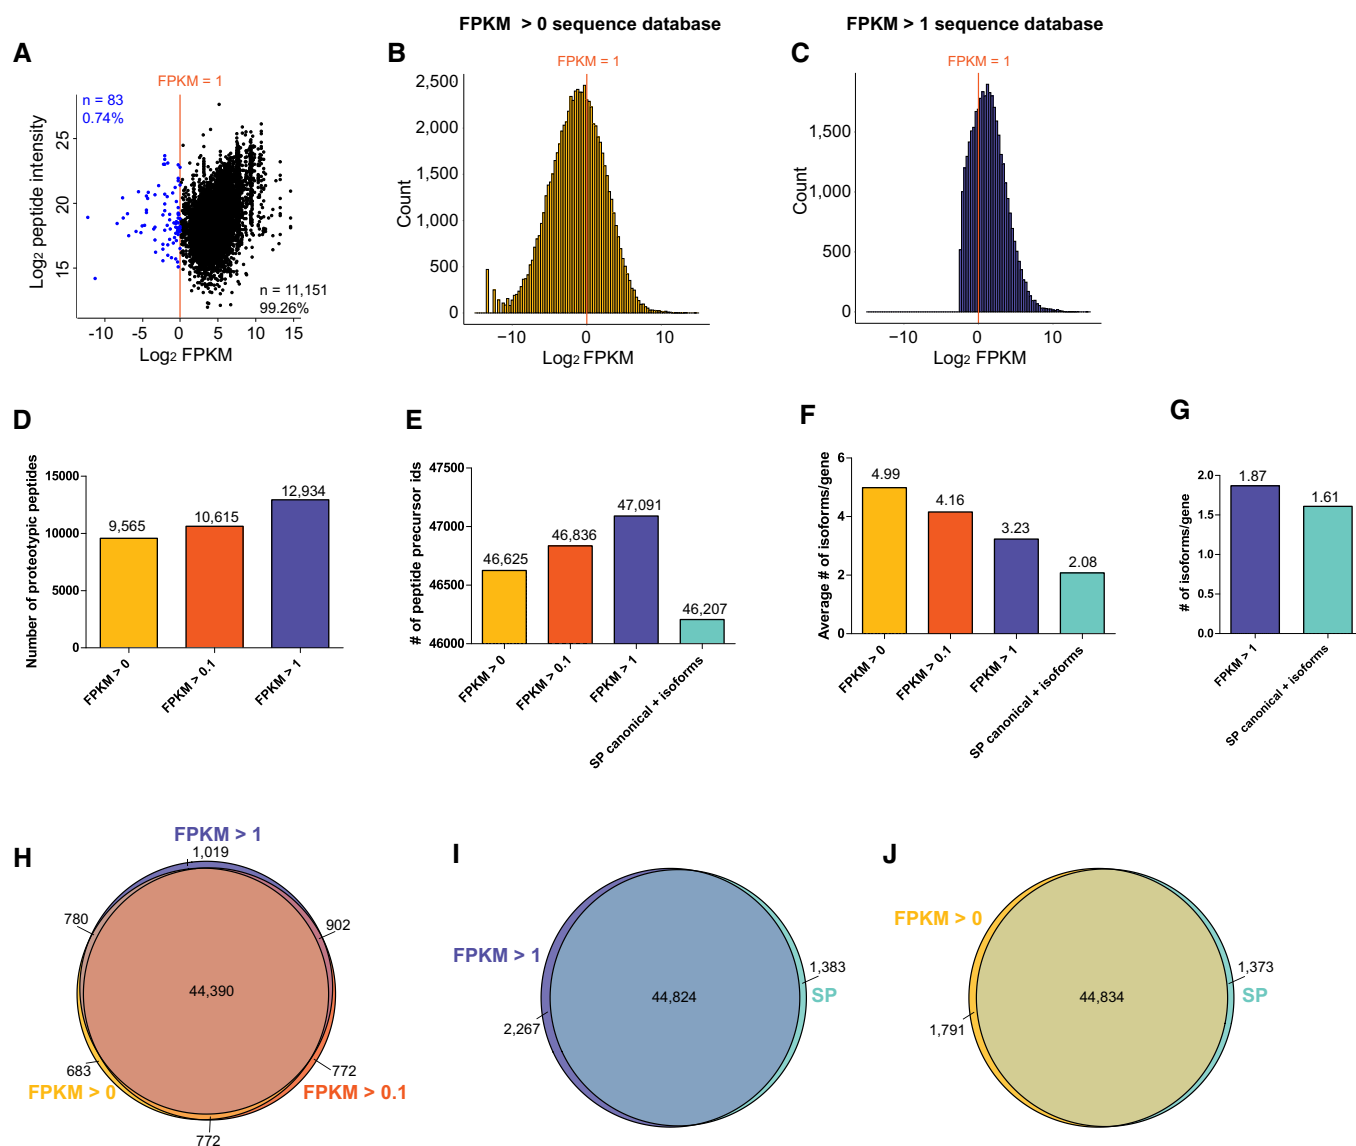 FPKM > 0 sequence database
FPKM > 1 sequence database
A
FPKM = 1
n = 83
0.74%
25
20
15
Log2 peptide intensity
n = 11,151
99.26%
-10 -5 0 5 10 15
Log2 FPKM
B
FPKM = 1
2,500
2,000
1,500
1,000
500
0
Count
−10 0 10
Log2 FPKM
C
FPKM = 1
1,500
1,000
500
0
Count
−10 0 10
Log2 FPKM
D
Number of proteotypic peptides
15000
10000
5000
0
9,565
10,615
12,934
FPKM > 0
FPKM > 0.1
FPKM > 1
E
# of peptide precursor ids
47500
47000
46500
46000
46,625
46,836
47,091
46,207
FPKM > 0
FPKM > 0.1
FPKM > 1
SP canonical + isoforms
F
Average # of isoforms/gene
6
4
2
0
4.99
4.16
3.23
2.08
FPKM > 0
FPKM > 0.1
FPKM > 1
SP canonical + isoforms
G
# of isoforms/gene
2.0
1.5
1.0
0.5
0.0
1.87
1.61
FPKM > 1
SP canonical + isoforms
H
FPKM > 1
1,019
780
902
44,390
683
772
FPKM > 0
FPKM > 0.1
772
I
FPKM > 1
1,383
SP
44,824
2,267
J
FPKM > 0
1,373
SP
44,834
1,791